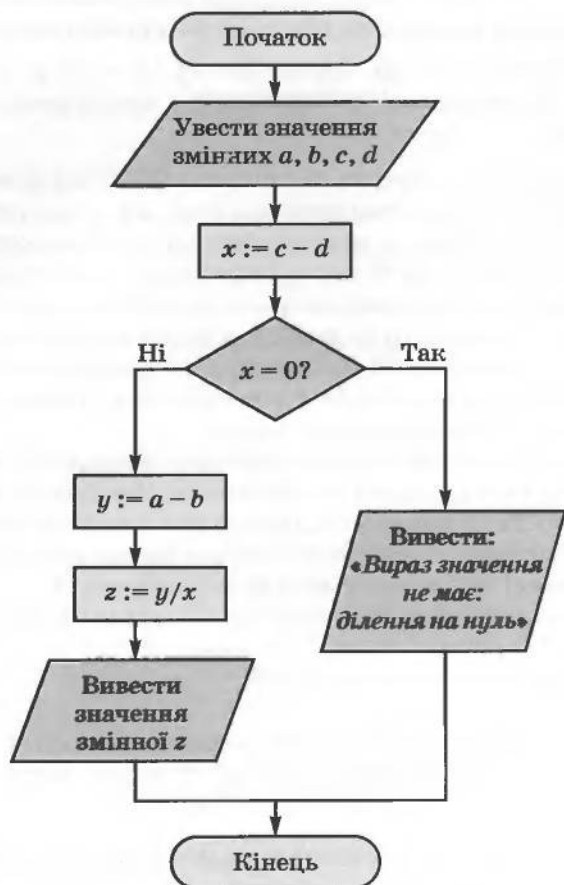 Початок
Увести значення
змінних a, b, c, d
x := c – d
x = 0?
Ні
Так
y := a – b
z := y/x
Вивести
значення
змінної z
Вивести:
«Вираз значення
не має:
ділення на нуль»
Кінець